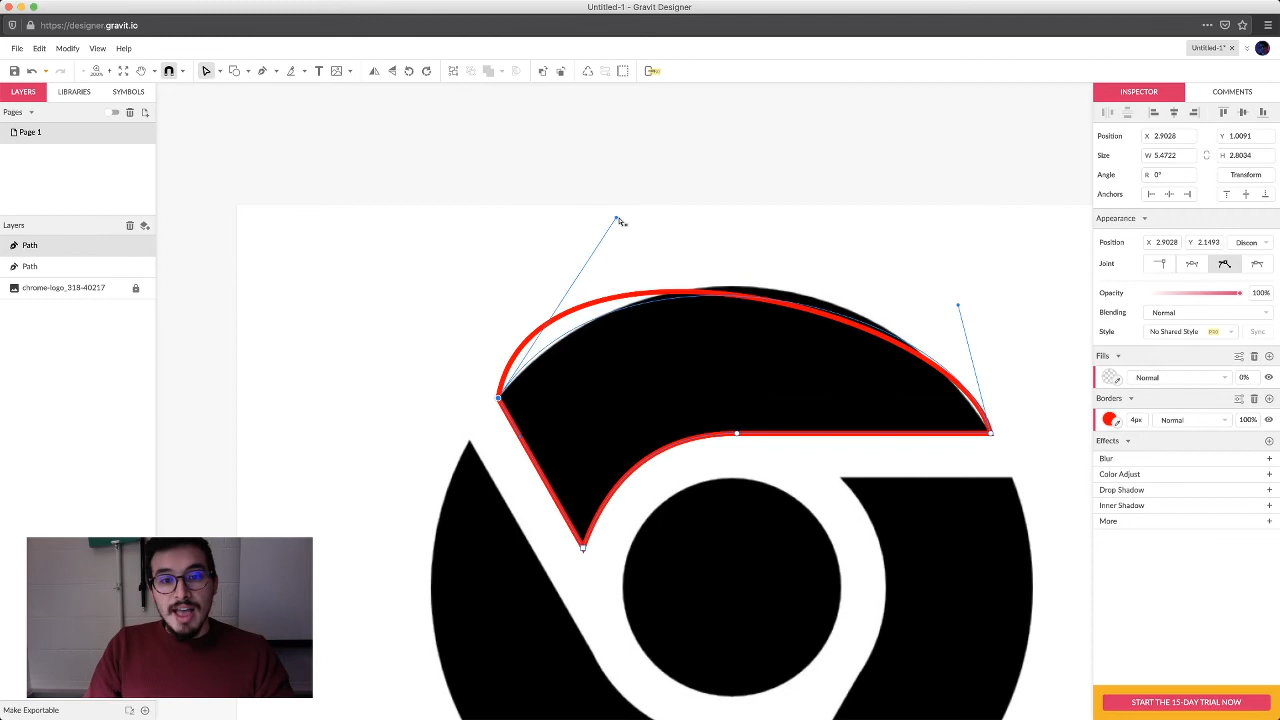 Untitled-1 - Gravit Designer
https://designer.gravit.io
File Edit Modify View Help
Untitled-1* ×
LAYERS LIBRARIES SYMBOLS
INSPECTOR COMMENTS
Pages
Page 1
Position X 2.9028 Y 1.0091
Size W 5.4722 H 2.8034
Angle R 0° Transform
Anchors
Layers
Path
Path
chrome-logo_318-40217
Appearance
Position X 2.9028 Y 2.1493 Discon
Joint
Opacity 100%
Blending Normal
Style No Shared Style PRO Sync
Fills
Normal 0%
Borders
4px Normal 100%
Effects
Blur +
Color Adjust +
Drop Shadow +
Inner Shadow +
More +
START THE 15-DAY TRIAL NOW
Make Exportable